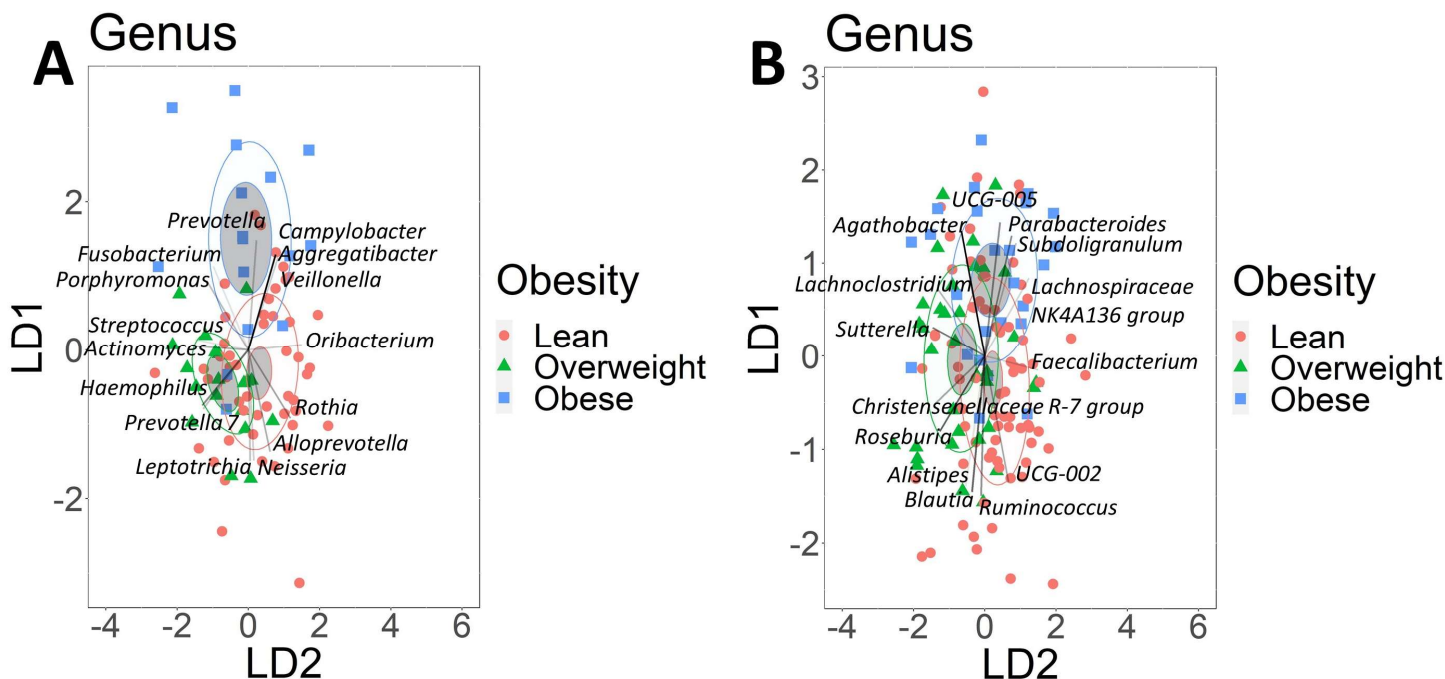 A
Genus
2
0
-2
LD1
-4 -2 0 2 4 6
LD2
Prevotella
Campylobacter
Fusobacterium
Aggregatibacter
Porphyromonas
Veillonella
Streptococcus
Oribacterium
Actinomyces
Haemophilus
Rothia
Prevotella 7
Alloprevotella
Leptotrichia Neisseria
Obesity
Lean
Overweight
Obese
B
Genus
3
2
1
0
-1
-2
LD1
-4 -2 0 2 4 6
LD2
UCG-005
Agathobacter
Parabacteroides
Subdoligranulum
Lachnoclostridium
Lachnospiraceae
NK4A136 group
Sutterella
Faecalibacterium
Christensenellaceae R-7 group
Roseburia
Alistipes
UCG-002
Blautia
Ruminococcus
Obesity
Lean
Overweight
Obese